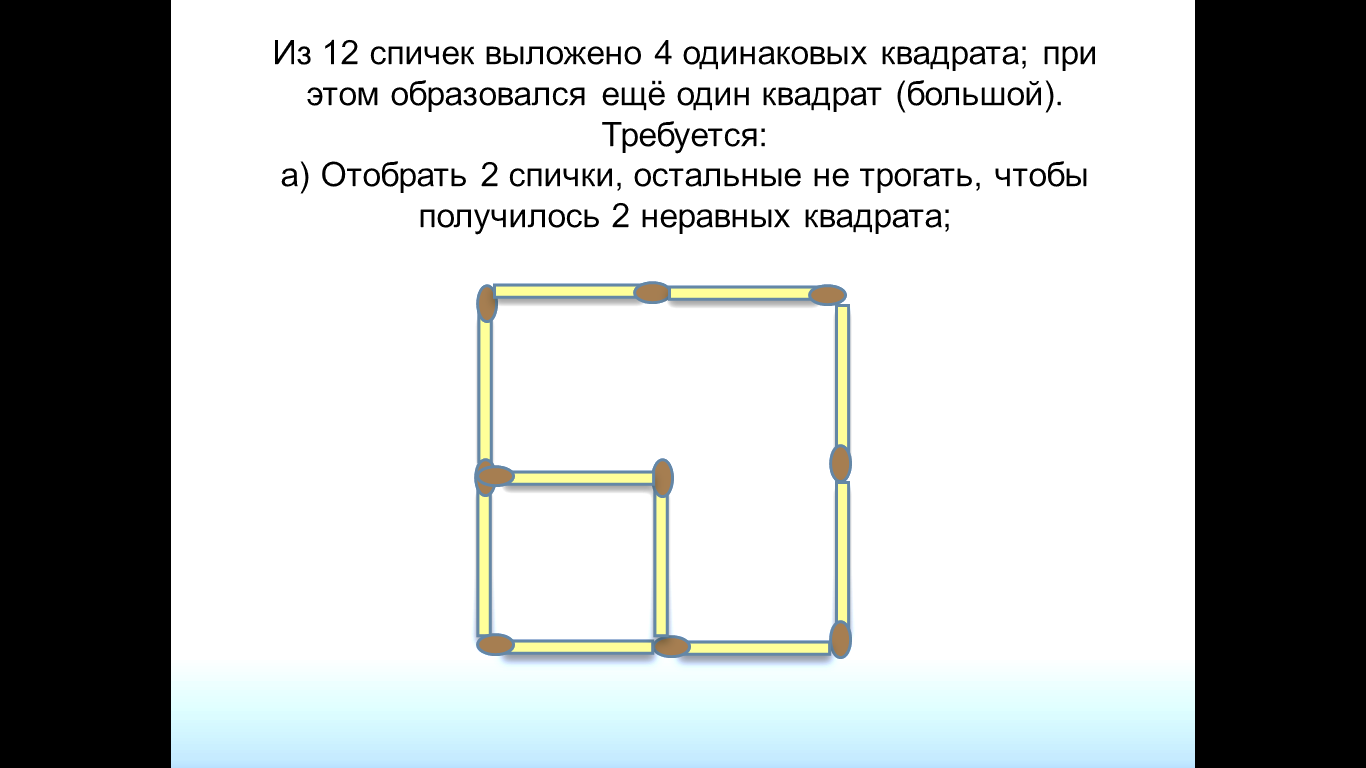 Из 12 спичек выложено 4 одинаковых квадрата; при
этом образовался ещё один квадрат (большой).
Требуется:
а) Отобрать 2 спички, остальные не трогать, чтобы
получилось 2 неравных квадрата;